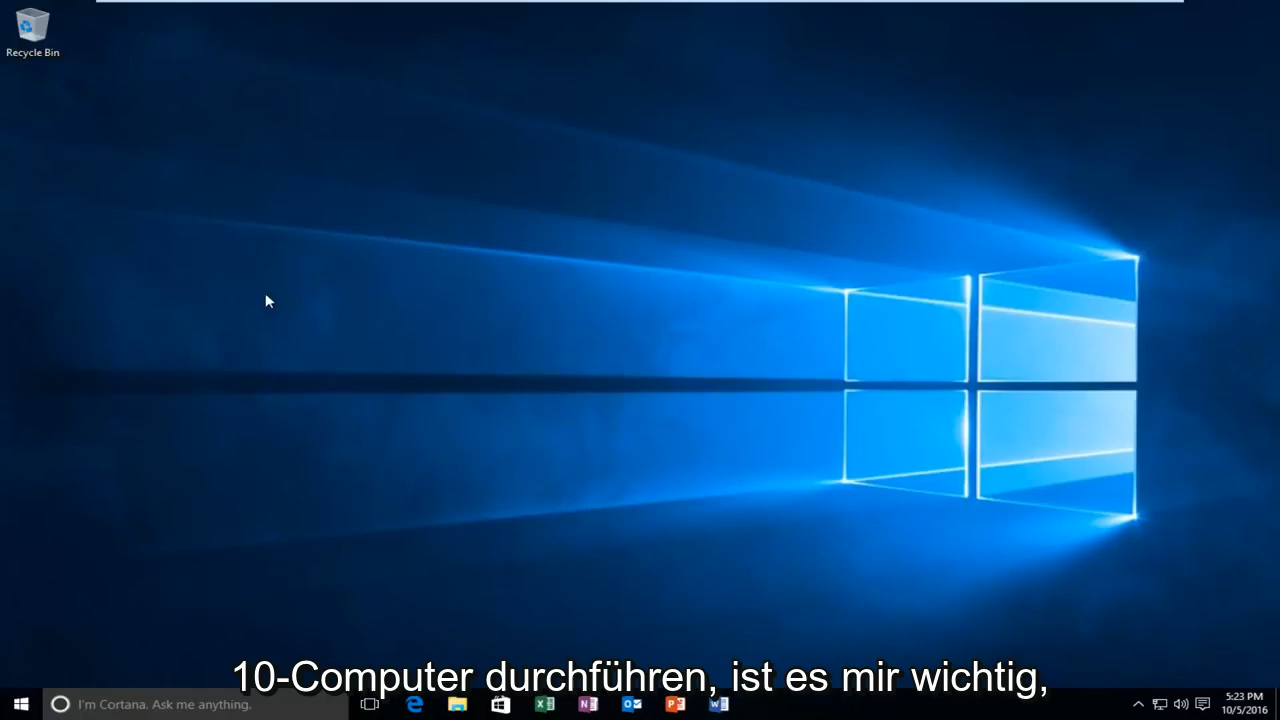 Recycle Bin
10-Computer durchführen, ist es mir wichtig,
I'm Cortana. Ask me anything.
5:23 PM
10/5/2016